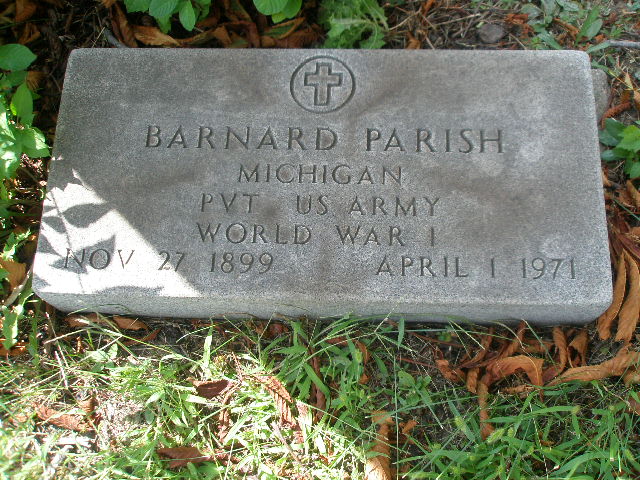 BARNARD PARISH
MICHIGAN
PVT US ARMY
WORLD WAR I
NOV 27 1899 APRIL 1 1971